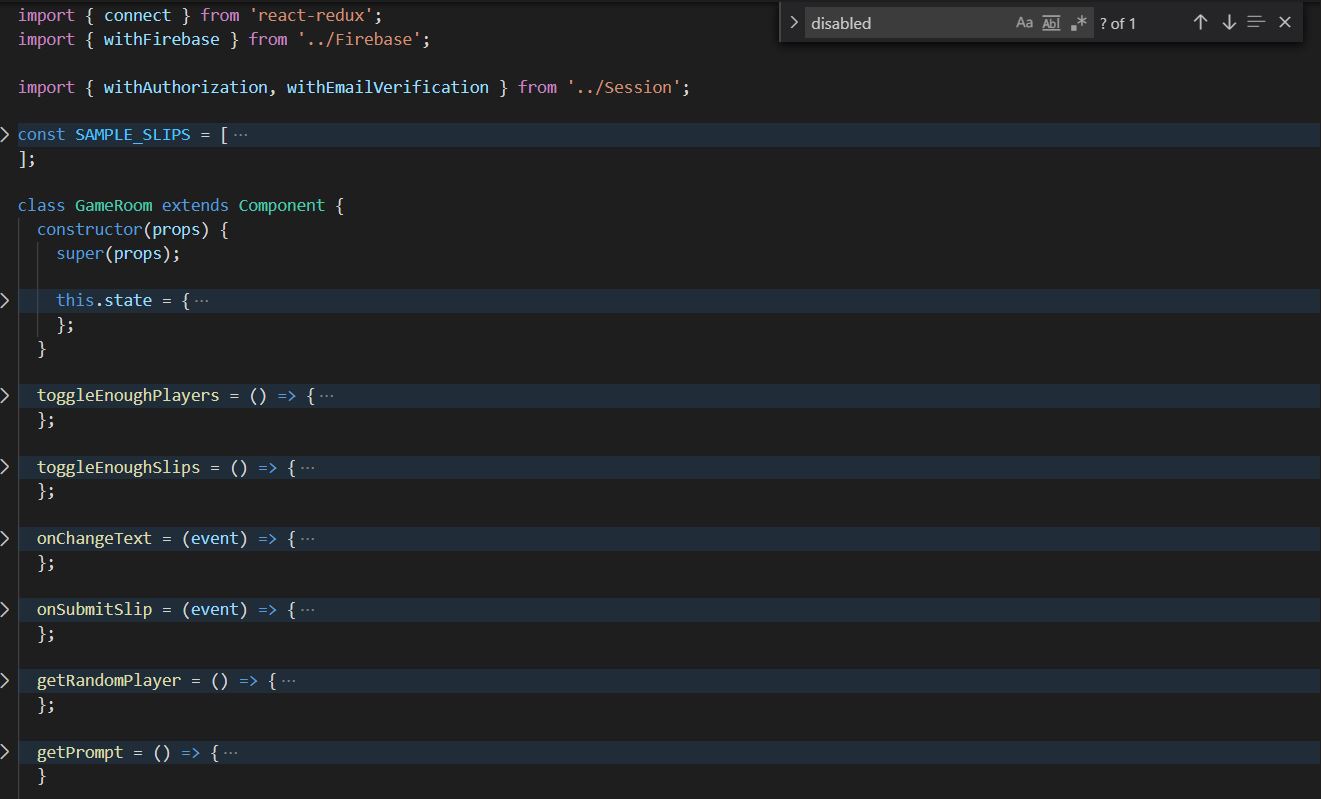 import { connect } from 'react-redux';
import { withFirebase } from '../Firebase';
disabled Aa Ab .* ? of 1
import { withAuthorization, withEmailVerification } from '../Session';
const SAMPLE_SLIPS = [ ···
];
class GameRoom extends Component {
constructor(props) {
super(props);
this.state = { ···
};
}
toggleEnoughPlayers = () => { ···
};
toggleEnoughSlips = () => { ···
};
onChangeText = (event) => { ···
};
onSubmitSlip = (event) => { ···
};
getRandomPlayer = () => { ···
};
getPrompt = () => { ···
}